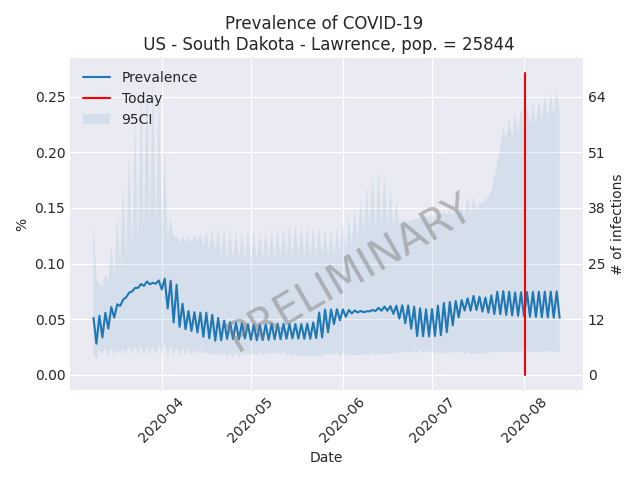 Prevalence of COVID-19
US - South Dakota - Lawrence, pop. = 25844
Prevalence
Today
95CI
PRELIMINARY
%
0.25
0.20
0.15
0.10
0.05
0.00
64
51
38
25
12
0
# of infections
2020-04
2020-05
2020-06
2020-07
2020-08
Date